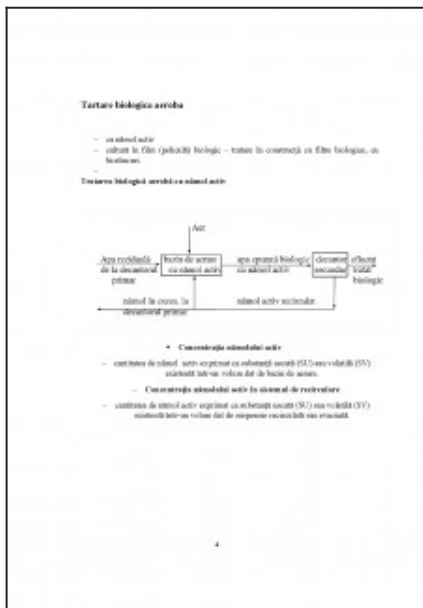 Tartare biologica aeroba
– cu nămol activ
– cultură în film (peliculă) biologic – tratare în construcții cu filtre biologice, cu
biodiscuri
–
Tratarea biologică aerobă cu nămol activ
Aer
Apa reziduală
de la decantorul
primar
bazin de aerare
cu nămol activ
apa epurată biologic
cu nămol activ
decantor
secundar
efluent
tratat
biologic
nămol în exces, la
decantorul primar
nămol activ recirculat
• Concentrația nămolului activ
– cantitatea de nămol activ exprimat ca substanță uscată (SU) sau volatilă (SV)
existentă într-un volum dat de bazin de aerare.
– Concentrația nămolului activ în sistemul de recirculare
– cantitatea de nămol activ exprimat ca substanță uscată (SU) sau volatilă (SV)
existentă într-un volum dat de suspensie recirculată sau evacuată.
4